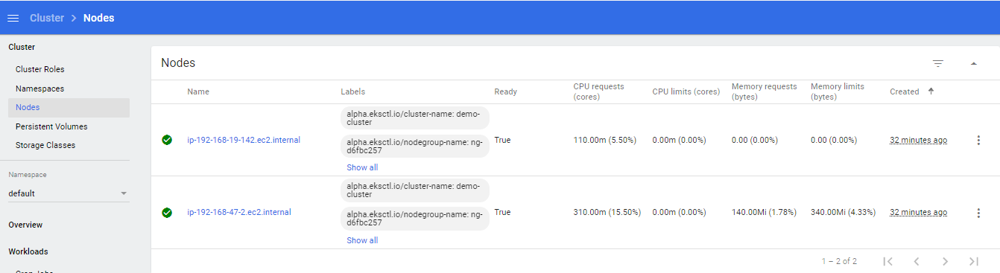 Cluster > Nodes
Cluster
Cluster Roles
Namespaces
Nodes
Persistent Volumes
Storage Classes
Namespace
default
Overview
Workloads
Cron Jobs
Nodes
Name Labels Ready CPU requests (cores) CPU limits (cores) Memory requests (bytes) Memory limits (bytes) Created
alpha.eksctl.io/cluster-name: demo-
cluster
ip-192-168-19-142.ec2.internal True 110.00m (5.50%) 0.00m (0.00%) 0.00 (0.00%) 0.00 (0.00%) 32 minutes ago
alpha.eksctl.io/nodegroup-name: ng-
d6fbc257
Show all
alpha.eksctl.io/cluster-name: demo-
cluster
ip-192-168-47-2.ec2.internal True 310.00m (15.50%) 0.00m (0.00%) 140.00Mi (1.78%) 340.00Mi (4.33%) 32 minutes ago
alpha.eksctl.io/nodegroup-name: ng-
d6fbc257
Show all
1 – 2 of 2